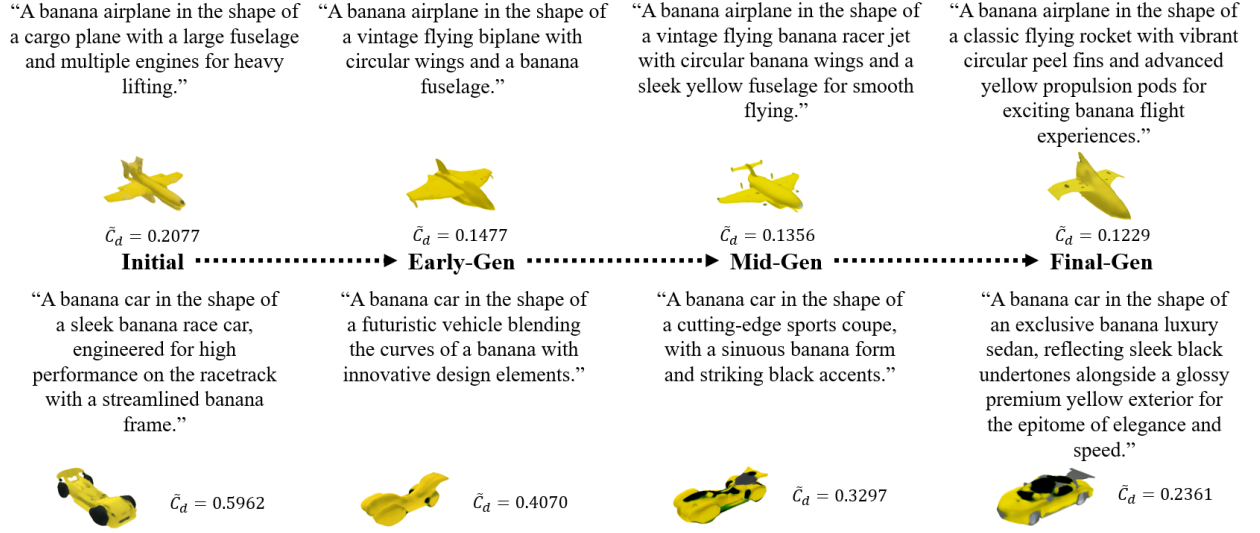 “A banana airplane in the shape of
a cargo plane with a large fuselage
and multiple engines for heavy
lifting.”
“A banana airplane in the shape of
a vintage flying biplane with
circular wings and a banana
fuselage.”
“A banana airplane in the shape of
a vintage flying banana racer jet
with circular banana wings and a
sleek yellow fuselage for smooth
flying.”
“A banana airplane in the shape of
a classic flying rocket with vibrant
circular peel fins and advanced
yellow propulsion pods for
exciting banana flight
experiences.”
C̃d = 0.2077
C̃d = 0.1477
C̃d = 0.1356
C̃d = 0.1229
Initial
Early-Gen
Mid-Gen
Final-Gen
“A banana car in the shape of
a sleek banana race car,
engineered for high
performance on the racetrack
with a streamlined banana
frame.”
“A banana car in the shape of
a futuristic vehicle blending
the curves of a banana with
innovative design elements.”
“A banana car in the shape of
a cutting-edge sports coupe,
with a sinuous banana form
and striking black accents.”
“A banana car in the shape of
an exclusive banana luxury
sedan, reflecting sleek black
undertones alongside a glossy
premium yellow exterior for
the epitome of elegance and
speed.”
C̃d = 0.5962
C̃d = 0.4070
C̃d = 0.3297
C̃d = 0.2361